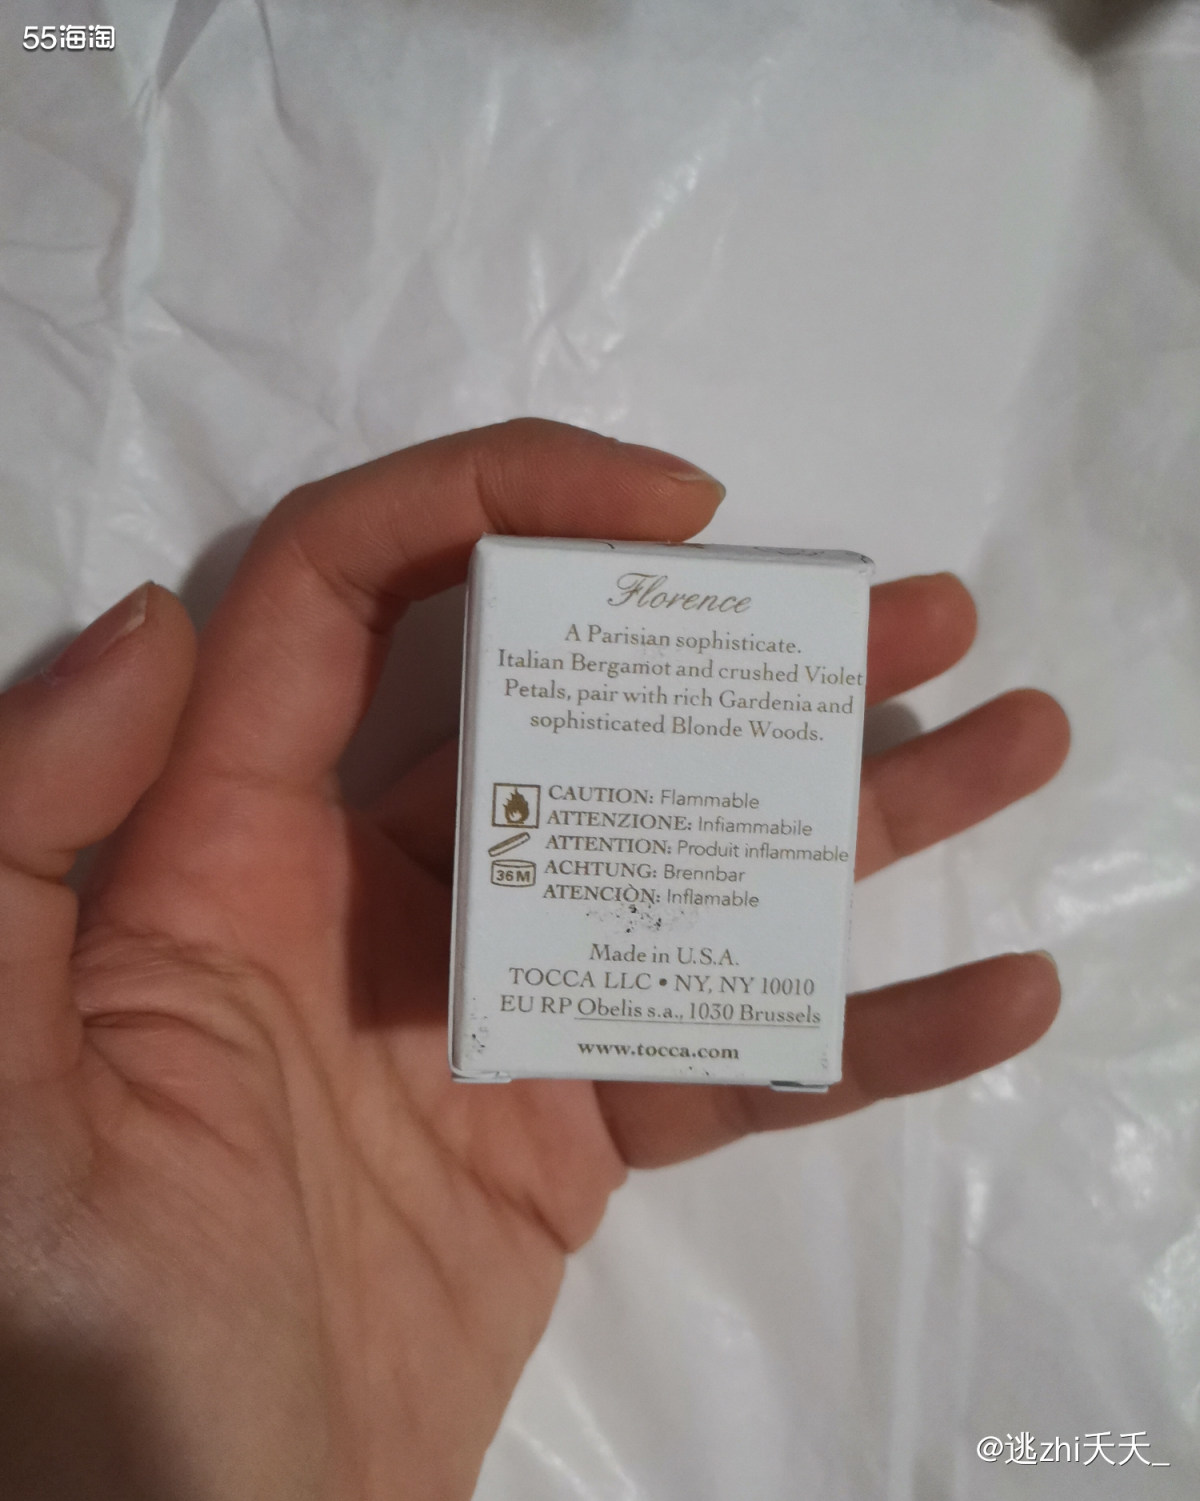 55海淘
Florence
A Parisian sophisticate.
Italian Bergamot and crushed Violet
Petals, pair with rich Gardenia and
sophisticated Blonde Woods.
CAUTION: Flammable
ATTENZIONE: Infiammabile
ATTENTION: Produit inflammable
36M
ACHTUNG: Brennbar
ATENCIÒN: Inflamable
Made in U.S.A.
TOCCA LLC • NY, NY 10010
EU RP Obelis s.a., 1030 Brussels
www.tocca.com
@逃zhi夭夭_